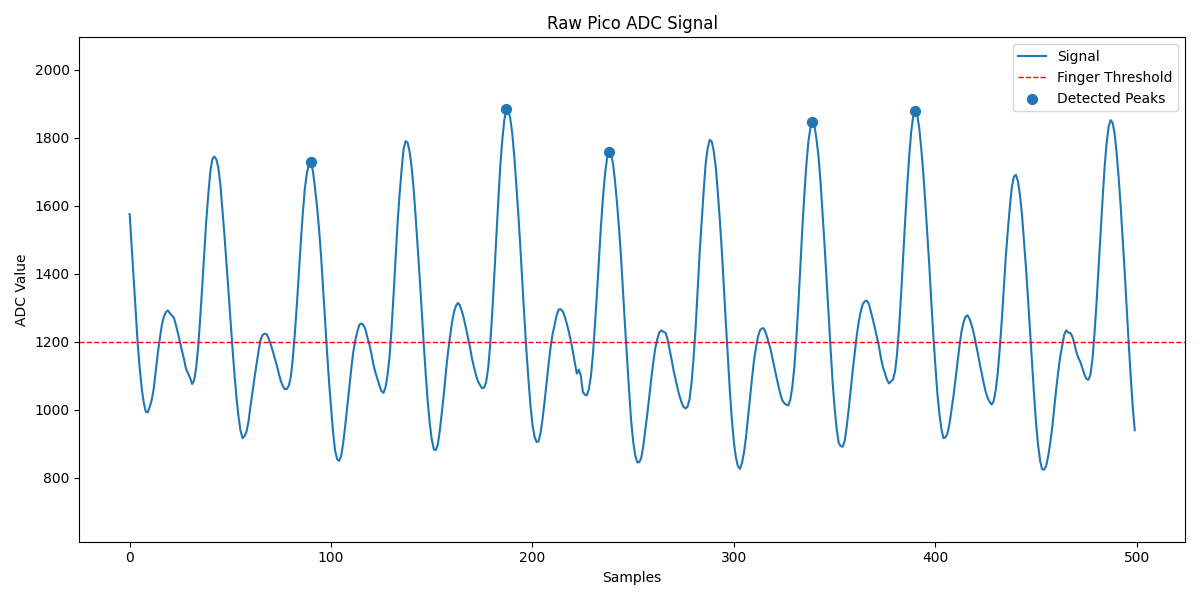 Raw Pico ADC Signal
Signal
Finger Threshold
Detected Peaks
ADC Value
2000
1800
1600
1400
1200
1000
800
0 100 200 300 400 500
Samples